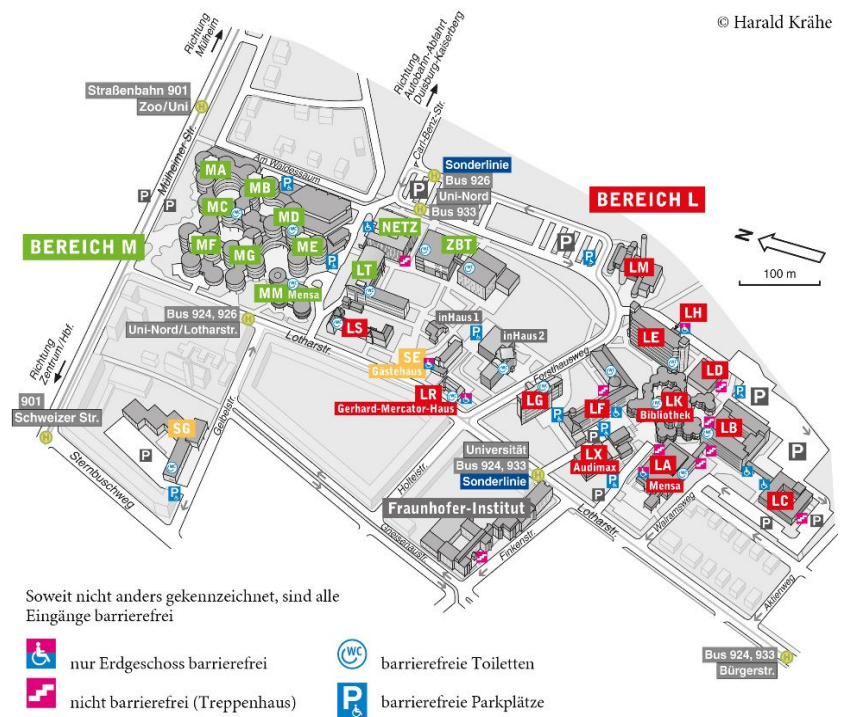 © Harald Krähe
Richtung
Mülheim
Richtung
Autobahn-Abfahrt
Duisburg-Kaiserberg
Straßenbahn 901
Zoo/Uni
Mülheimer Str.
Carl-Benz-Str.
Am Waldessaum
Sonderlinie
Bus 926
Uni-Nord
Bus 933
BEREICH L
BEREICH M
MA
MB
MC
MD
MF
MG
ME
MM Mensa
NETZ
ZBT
LT
LM
N
100 m
P
P
P
P
P
P
P
P
Bus 924, 926
Uni-Nord/Lotharstr.
Lotharstr.
LS
inHaus1
inHaus2
SE
Gästehaus
LR
Gerhard-Mercator-Haus
Forsthausweg
LH
LE
LD
LK
Bibliothek
LG
LF
LB
LX
Audimax
LA
Mensa
LC
P
P
P
P
P
P
P
P
P
P
Richtung
Zentrum/Hbf.
901
Schweizer Str.
SG
P
P
Geibelstr.
Sternbuschweg
Holteistr.
Universität
Bus 924, 933
Sonderlinie
Fraunhofer-Institut
Gneisenaustr.
Finkenstr.
Lotharstr.
Walramsweg
Aktienweg
Bus 924, 933
Bürgerstr.
Soweit nicht anders gekennzeichnet, sind alle
Eingänge barrierefrei
nur Erdgeschoss barrierefrei
WC
barrierefreie Toiletten
nicht barrierefrei (Treppenhaus)
P
barrierefreie Parkplätze